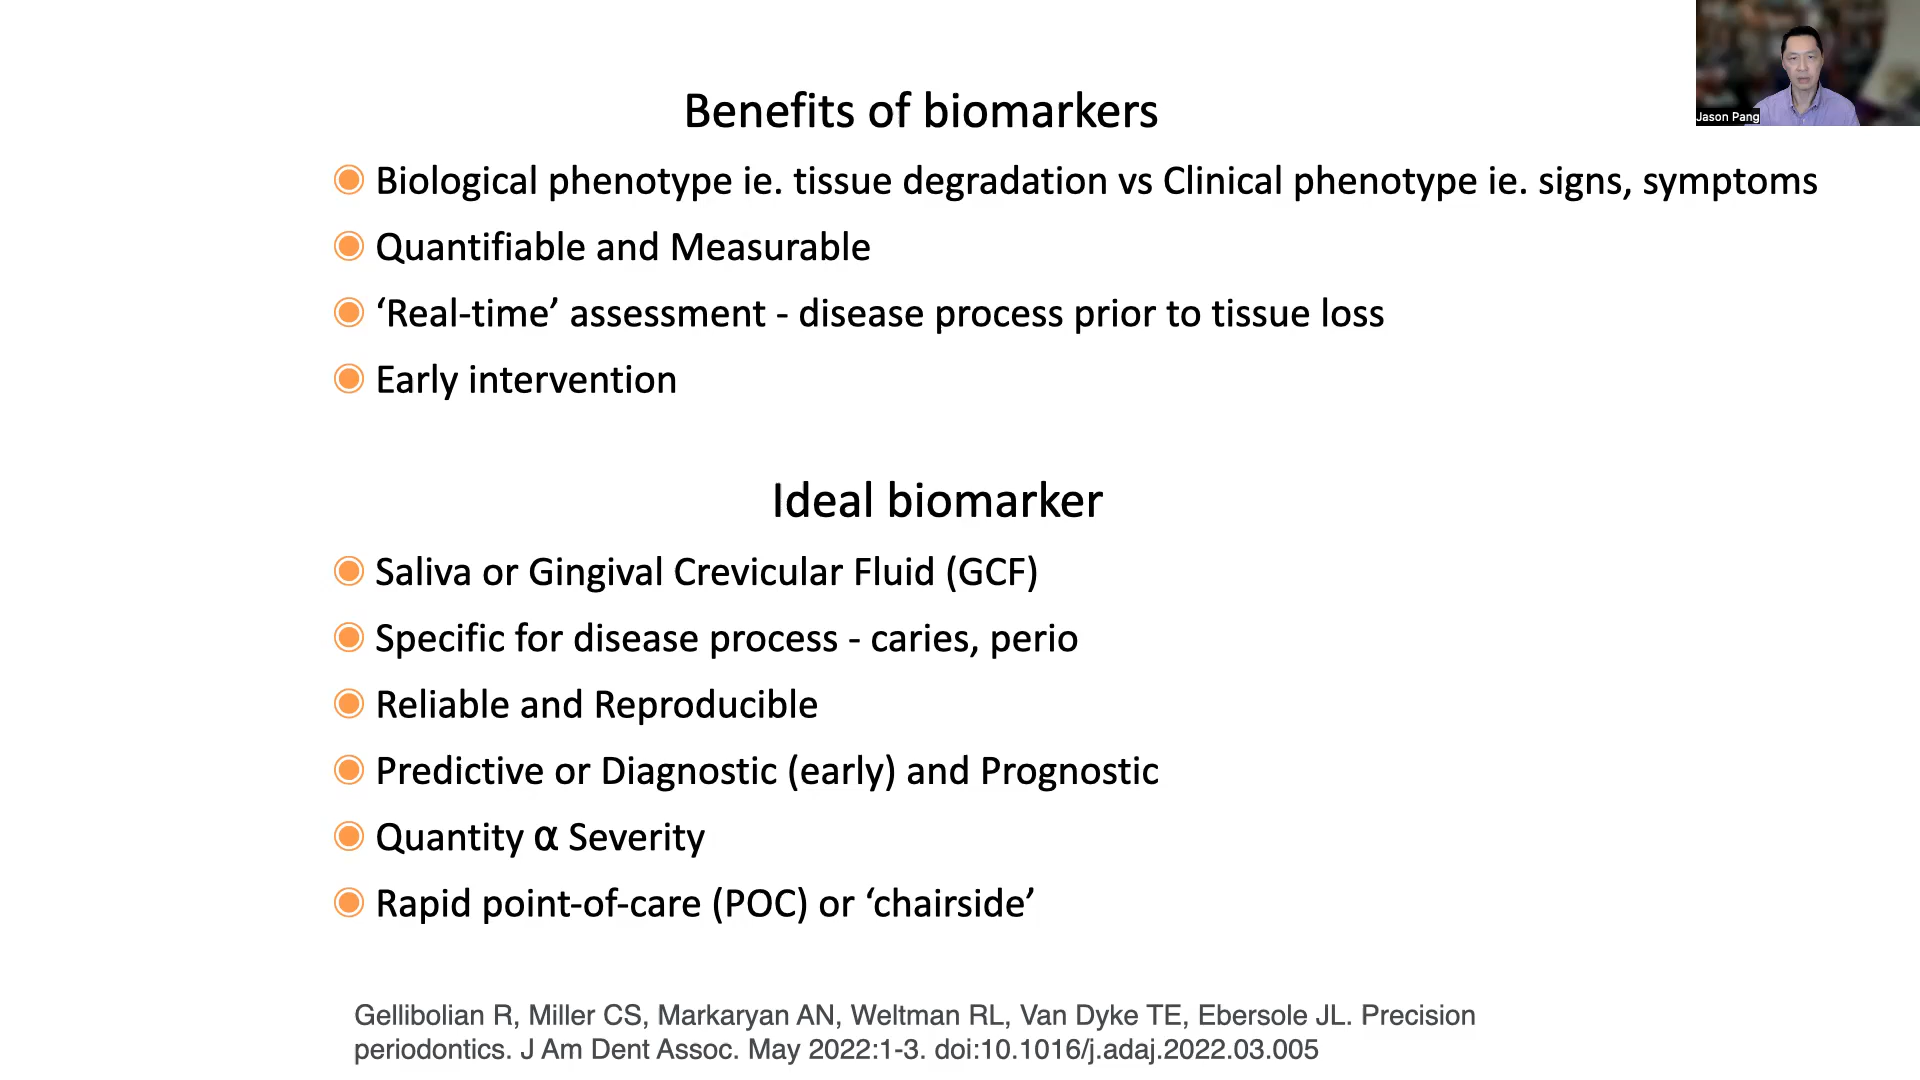 Benefits of biomarkers
Biological phenotype ie. tissue degradation vs Clinical phenotype ie. signs, symptoms
Quantifiable and Measurable
‘Real-time’ assessment - disease process prior to tissue loss
Early intervention
Ideal biomarker
Saliva or Gingival Crevicular Fluid (GCF)
Specific for disease process - caries, perio
Reliable and Reproducible
Predictive or Diagnostic (early) and Prognostic
Quantity α Severity
Rapid point-of-care (POC) or ‘chairside’
Gellibolian R, Miller CS, Markaryan AN, Weltman RL, Van Dyke TE, Ebersole JL. Precision
periodontics. J Am Dent Assoc. May 2022:1-3. doi:10.1016/j.adaj.2022.03.005
Jason Pang